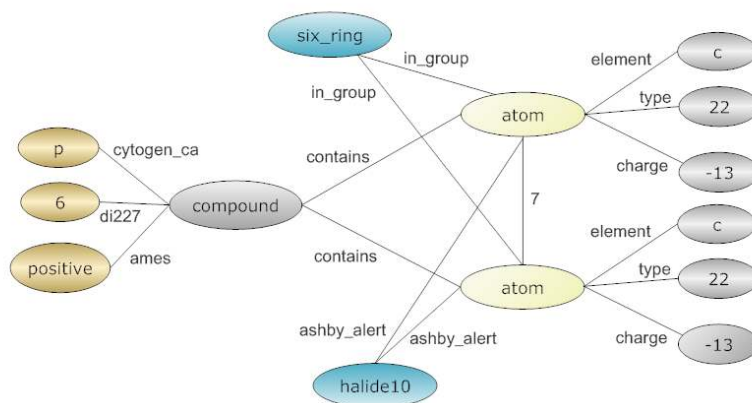 six_ring
in_group
in_group
element
c
atom
type
22
charge
-13
p
cytogen_ca
contains
6
di227
compound
7
positive
ames
contains
element
c
atom
type
22
charge
-13
ashby_alert
ashby_alert
halide10